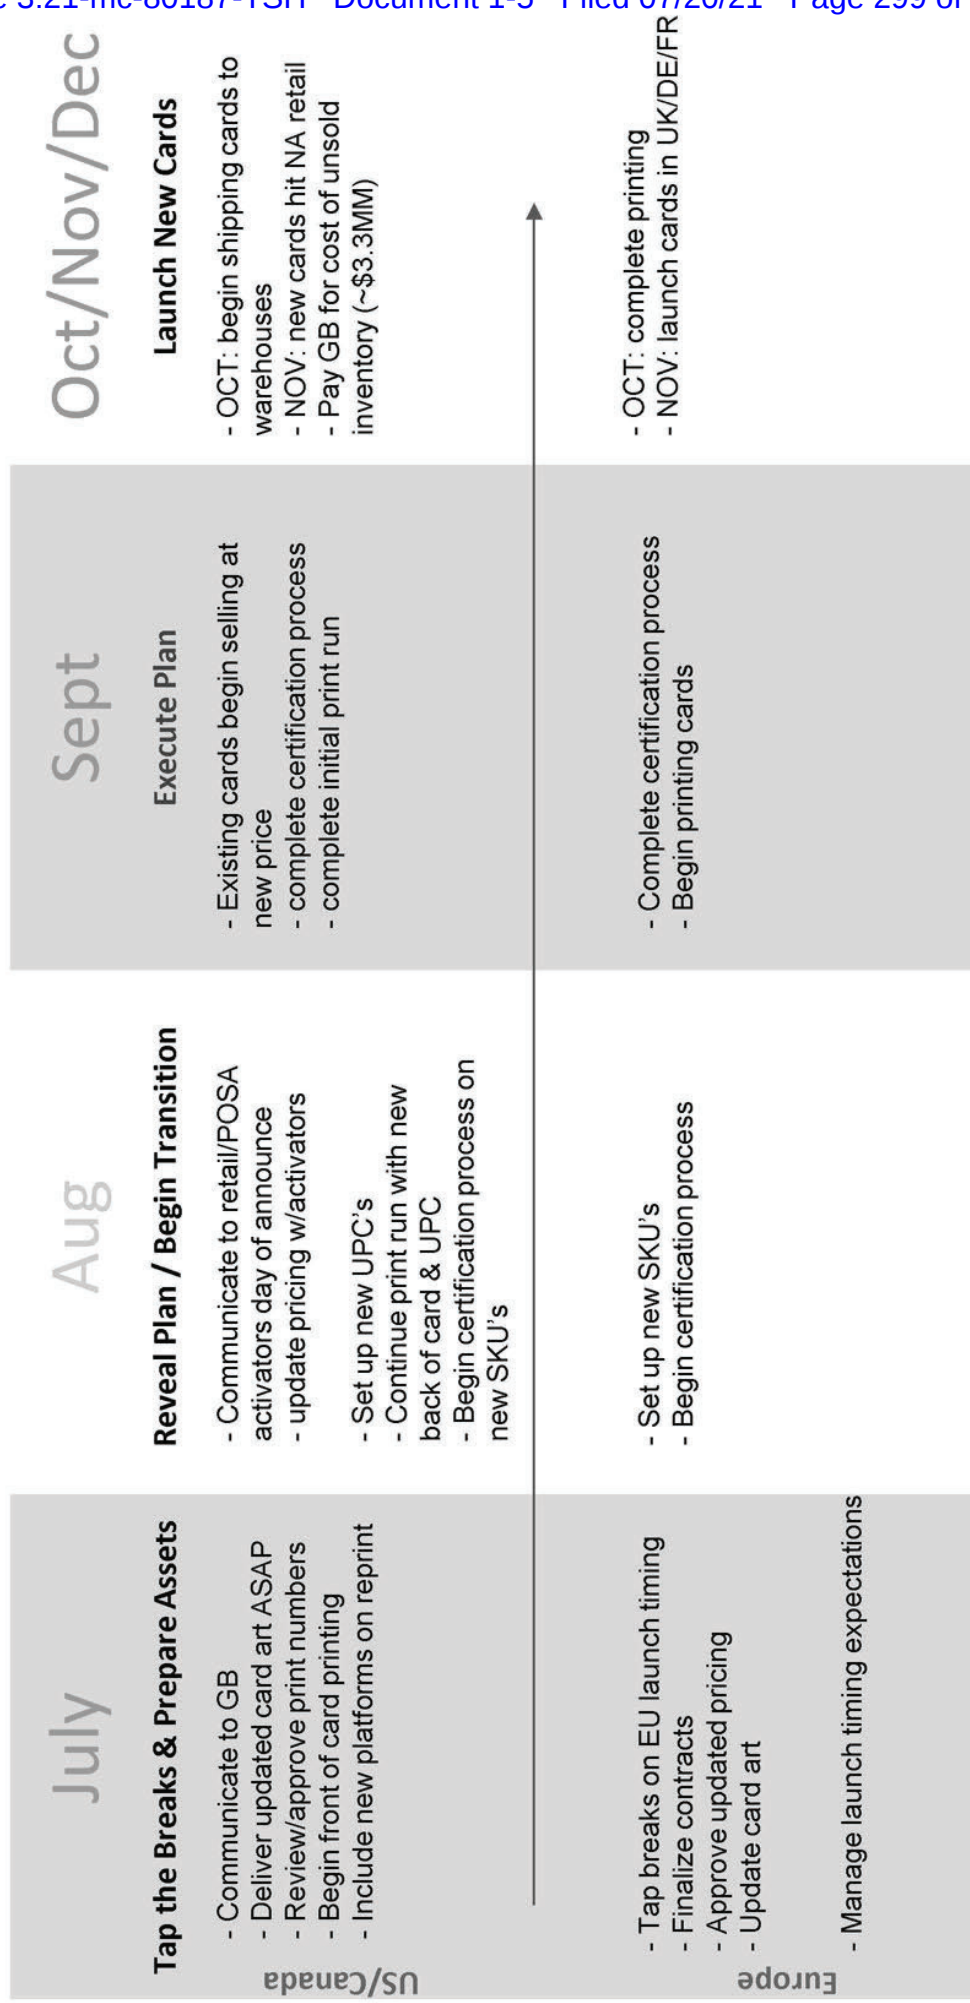 e 3:21-mc-80187-TSH Document 1-5 Filed 07/20/21 Page 299 of
July
Tap the Breaks & Prepare Assets
US/Canada
- Communicate to GB
- Deliver updated card art ASAP
- Review/approve print numbers
- Begin front of card printing
- Include new platforms on reprint
Europe
- Tap breaks on EU launch timing
- Finalize contracts
- Approve updated pricing
- Update card art
- Manage launch timing expectations
Aug
Reveal Plan / Begin Transition
- Communicate to retail/POSA
activators day of announce
- update pricing w/activators
- Set up new UPC's
- Continue print run with new
back of card & UPC
- Begin certification process on
new SKU's
- Set up new SKU's
- Begin certification process
Sept
Execute Plan
- Existing cards begin selling at
new price
- complete certification process
- complete initial print run
- Complete certification process
- Begin printing cards
Oct/Nov/Dec
Launch New Cards
- OCT: begin shipping cards to
warehouses
- NOV: new cards hit NA retail
- Pay GB for cost of unsold
inventory (~$3.3MM)
- OCT: complete printing
- NOV: launch cards in UK/DE/FR